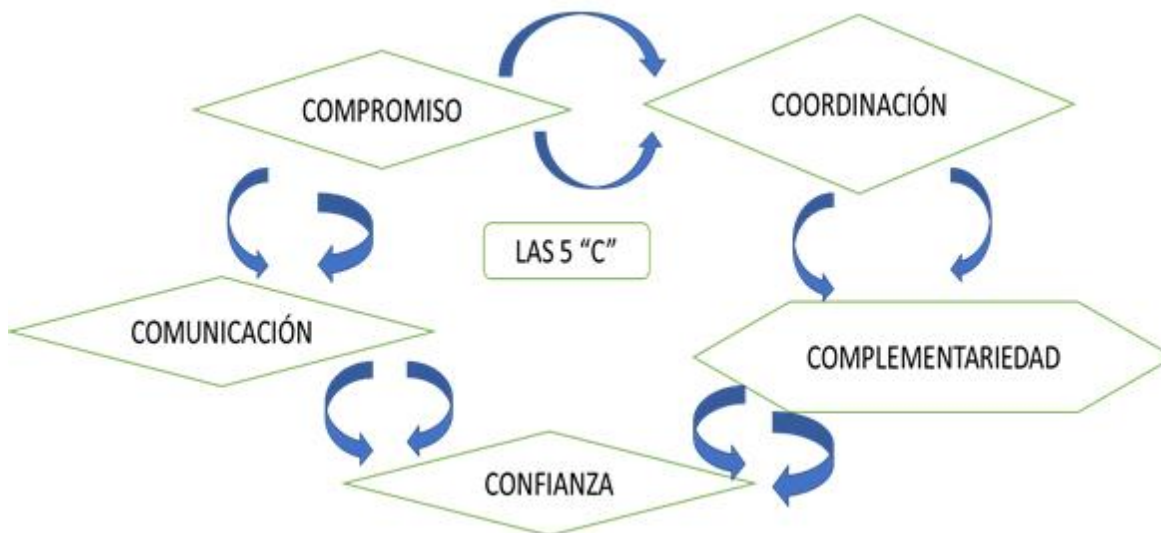 COMPROMISO
COORDINACIÓN
LAS 5 “C”
COMUNICACIÓN
COMPLEMENTARIEDAD
CONFIANZA